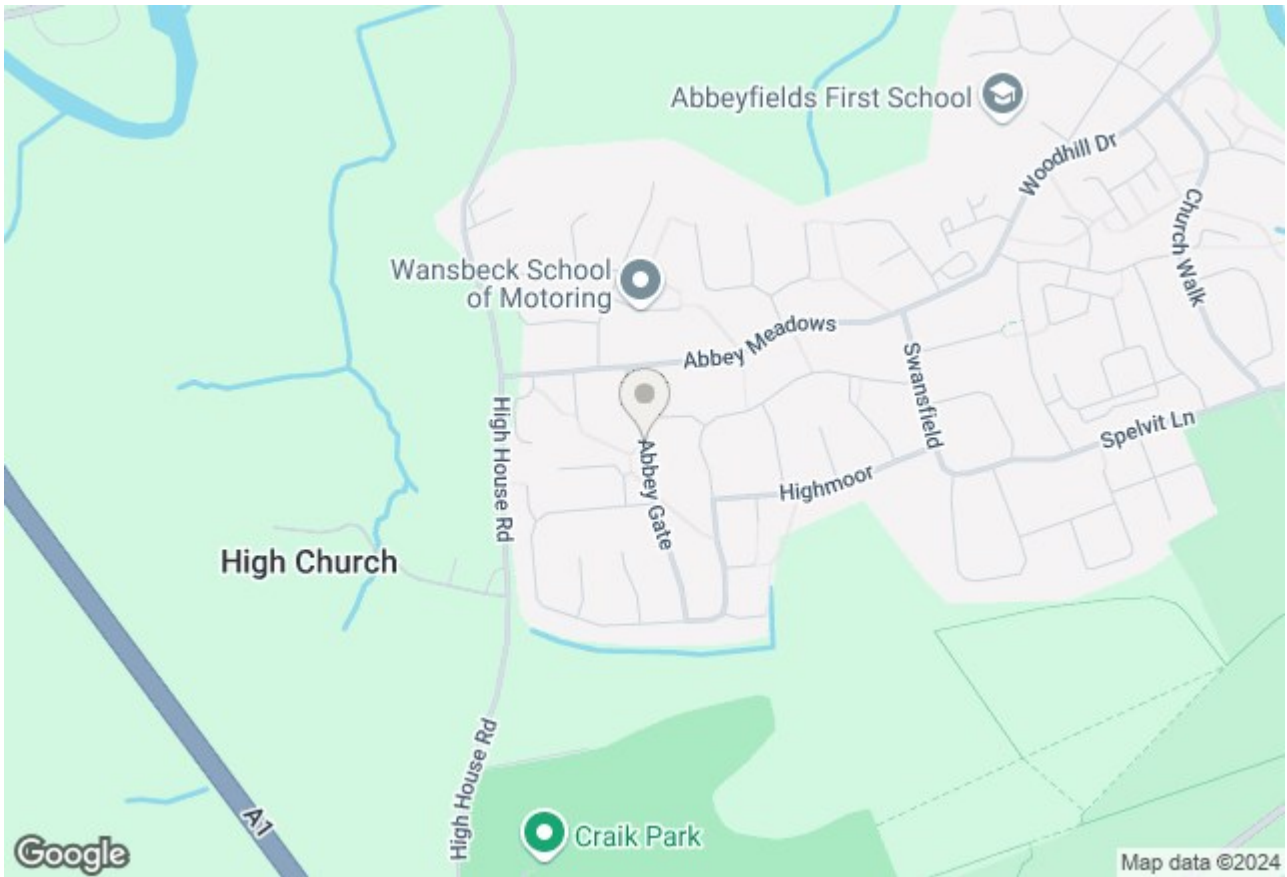 Abbeyfields First School
Woodhill Dr
Church Walk
Wansbeck School
of Motoring
Abbey Meadows
Swansfield
High House Rd
Spelvit Ln
Abbey Gate
Highmoor
High Church
High House Rd
A1
Craik Park
Google
Map data ©2024